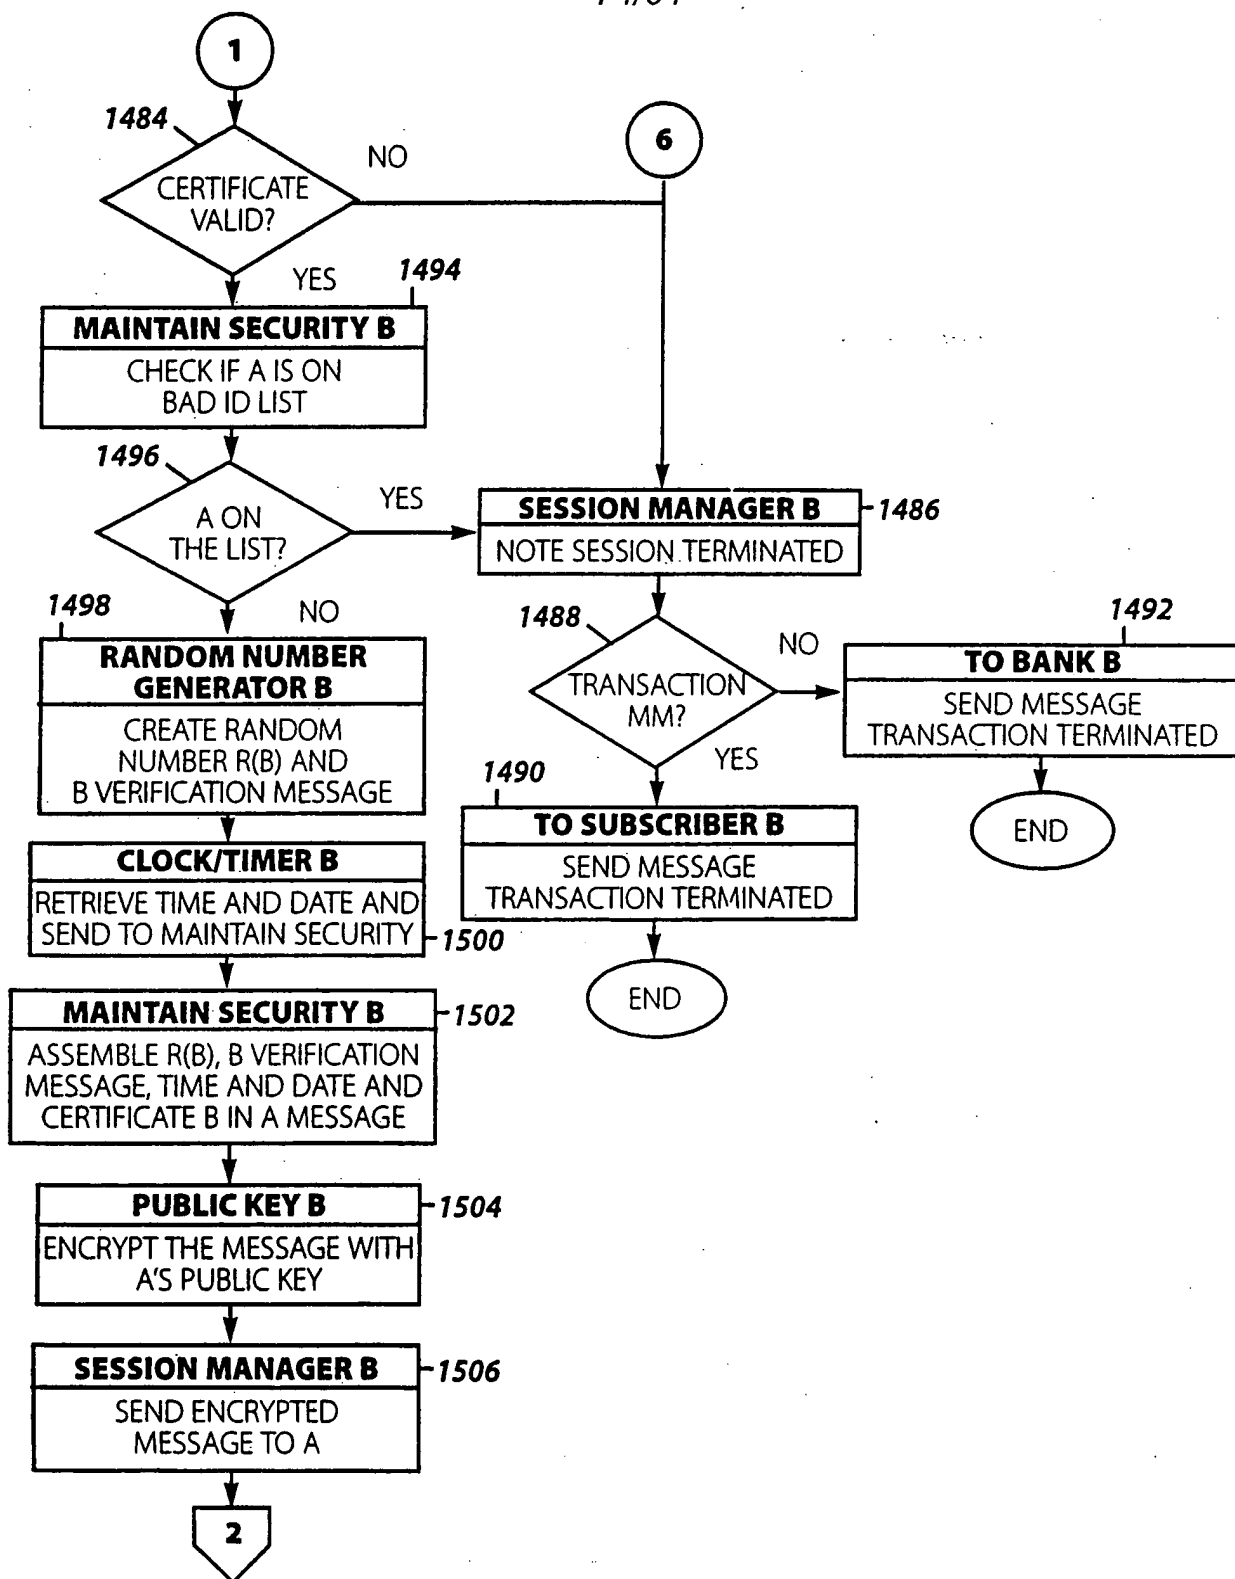 1
1484
CERTIFICATE
VALID?
NO
6
YES
1494
MAINTAIN SECURITY B
CHECK IF A IS ON
BAD ID LIST
1496
A ON
THE LIST?
YES
SESSION MANAGER B
1486
NOTE SESSION TERMINATED
NO
1498
RANDOM NUMBER
GENERATOR B
CREATE RANDOM
NUMBER R(B) AND
B VERIFICATION MESSAGE
1488
TRANSACTION
MM?
NO
1492
TO BANK B
SEND MESSAGE
TRANSACTION TERMINATED
END
YES
1490
TO SUBSCRIBER B
SEND MESSAGE
TRANSACTION TERMINATED
END
CLOCK/TIMER B
RETRIEVE TIME AND DATE AND
SEND TO MAINTAIN SECURITY
1500
MAINTAIN SECURITY B
1502
ASSEMBLE R(B), B VERIFICATION
MESSAGE, TIME AND DATE AND
CERTIFICATE B IN A MESSAGE
PUBLIC KEY B
1504
ENCRYPT THE MESSAGE WITH
A'S PUBLIC KEY
SESSION MANAGER B
1506
SEND ENCRYPTED
MESSAGE TO A
2